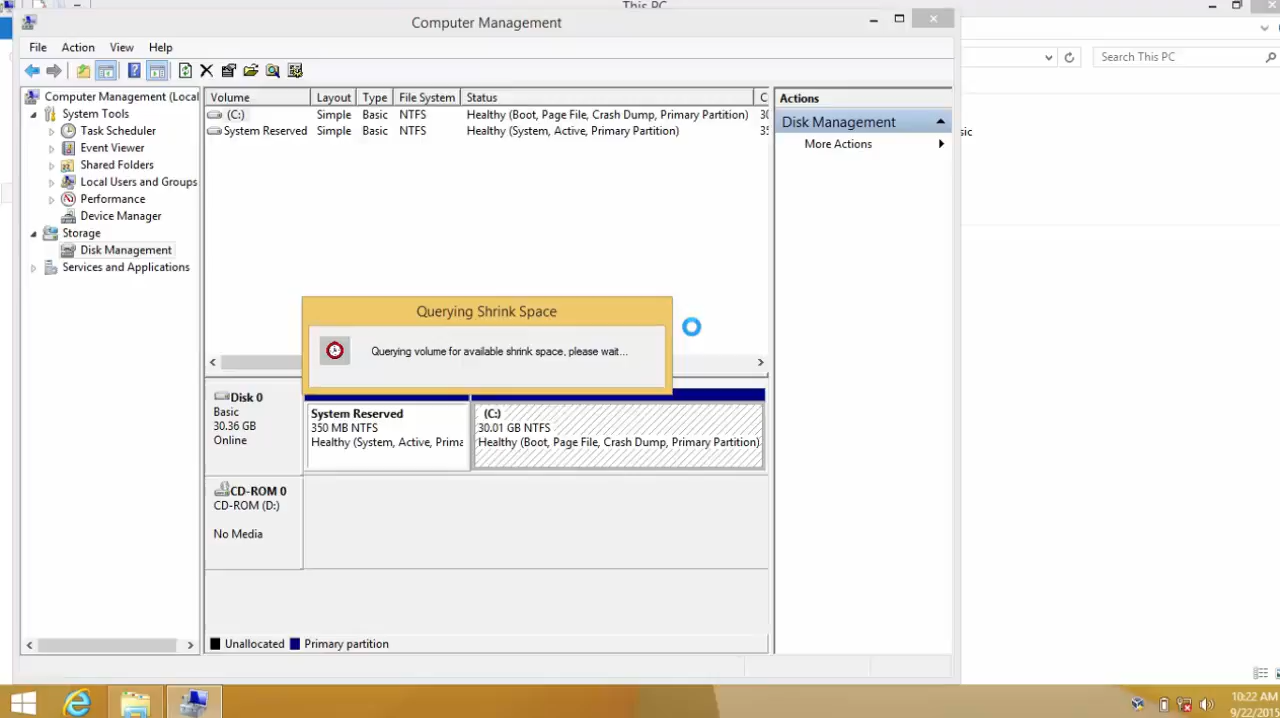 This PC
Computer Management
File Action View Help
Search This PC
Computer Management (Local
System Tools
Task Scheduler
Event Viewer
Shared Folders
Local Users and Groups
Performance
Device Manager
Storage
Disk Management
Services and Applications
Volume Layout Type File System Status C
(C:) Simple Basic NTFS Healthy (Boot, Page File, Crash Dump, Primary Partition) 30
System Reserved Simple Basic NTFS Healthy (System, Active, Primary Partition) 35
Actions
Disk Management
More Actions
sic
Querying Shrink Space
Querying volume for available shrink space, please wait...
Disk 0
Basic
30.36 GB
Online
System Reserved
350 MB NTFS
Healthy (System, Active, Prima
(C:)
30.01 GB NTFS
Healthy (Boot, Page File, Crash Dump, Primary Partition)
CD-ROM 0
CD-ROM (D:)
No Media
Unallocated Primary partition
10:22 AM
9/22/2015